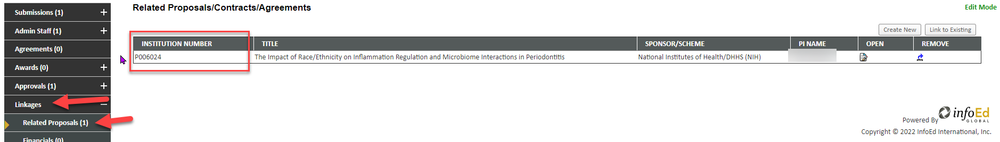 Submissions (1)
Admin Staff (1)
Agreements (0)
Awards (0)
Approvals (1)
Linkages
Related Proposals (1)
Financials (0)
Related Proposals/Contracts/Agreements
Edit Mode
Create New Link to Existing
INSTITUTION NUMBER TITLE SPONSOR/SCHEME PI NAME OPEN REMOVE
P006024 The Impact of Race/Ethnicity on Inflammation Regulation and Microbiome Interactions in Periodontitis National Institutes of Health/DHHS (NIH)
Powered By infoEd
GLOBAL
Copyright © 2022 InfoEd International, Inc.